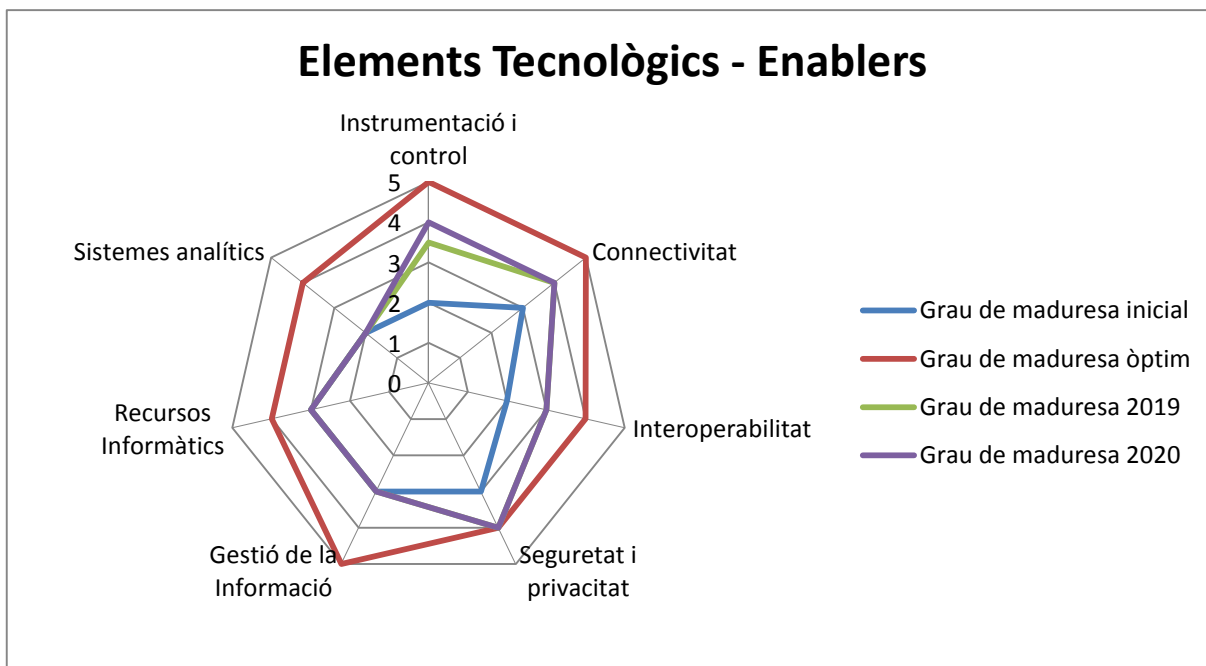 Elements Tecnològics - Enablers
Instrumentació i
control
5
4
3
2
1
0
Connectivitat
Interoperabilitat
Seguretat i
privacitat
Gestió de la
Informació
Recursos
Informàtics
Sistemes analítics
Grau de maduresa inicial
Grau de maduresa òptim
Grau de maduresa 2019
Grau de maduresa 2020